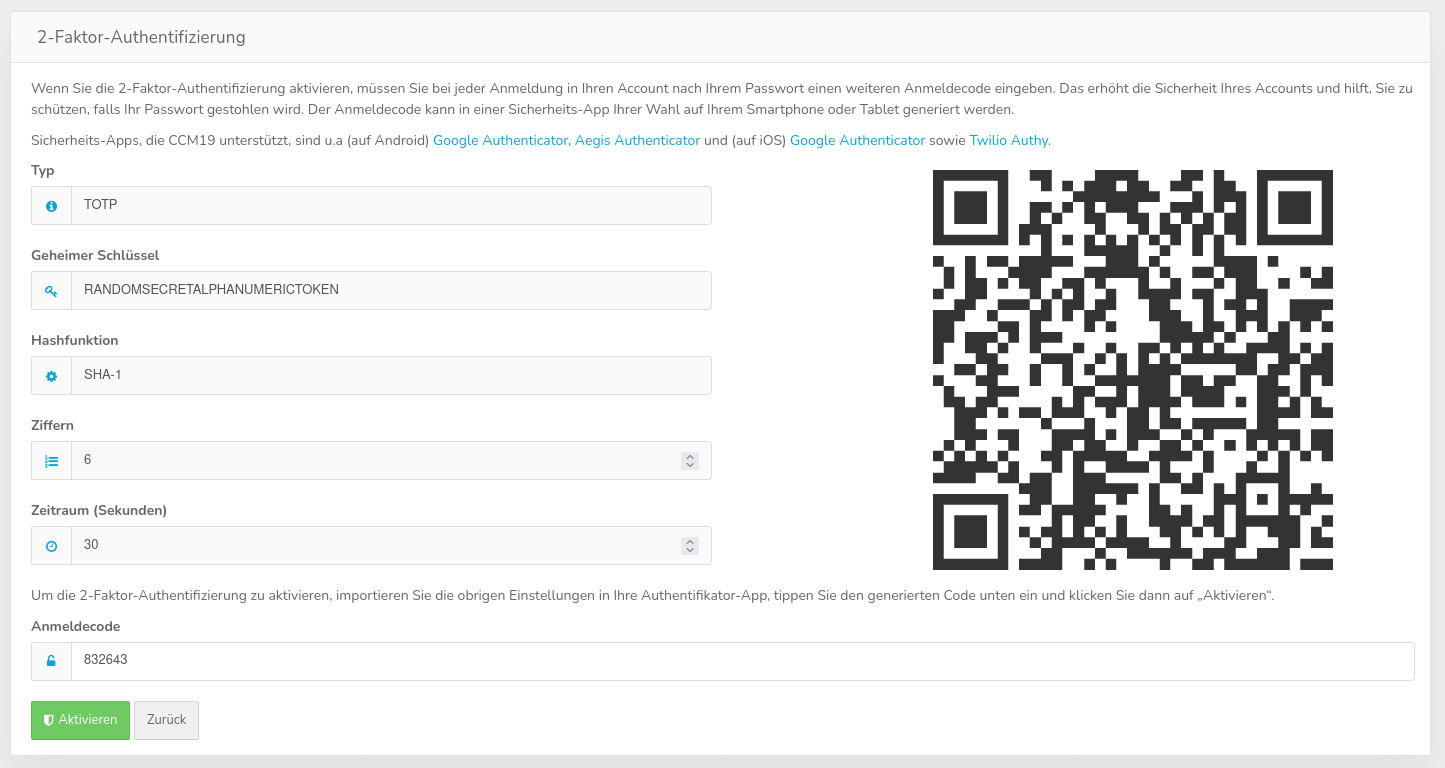 2-Faktor-Authentifizierung
Wenn Sie die 2-Faktor-Authentifizierung aktivieren, müssen Sie bei jeder Anmeldung in Ihren Account nach Ihrem Passwort einen weiteren Anmeldecode eingeben. Das erhöht die Sicherheit Ihres Accounts und hilft, Sie zu
schützen, falls Ihr Passwort gestohlen wird. Der Anmeldecode kann in einer Sicherheits-App Ihrer Wahl auf Ihrem Smartphone oder Tablet generiert werden.
Sicherheits-Apps, die CCM19 unterstützt, sind u.a (auf Android) Google Authenticator, Aegis Authenticator und (auf iOS) Google Authenticator sowie Twilio Authy.
Typ
TOTP
Geheimer Schlüssel
RANDOMSECRETALPHANUMERICTOKEN
Hashfunktion
SHA-1
Ziffern
6
Zeitraum (Sekunden)
30
Um die 2-Faktor-Authentifizierung zu aktivieren, importieren Sie die obrigen Einstellungen in Ihre Authentifikator-App, tippen Sie den generierten Code unten ein und klicken Sie dann auf „Aktivieren“.
Anmeldecode
832643
Aktivieren
Zurück